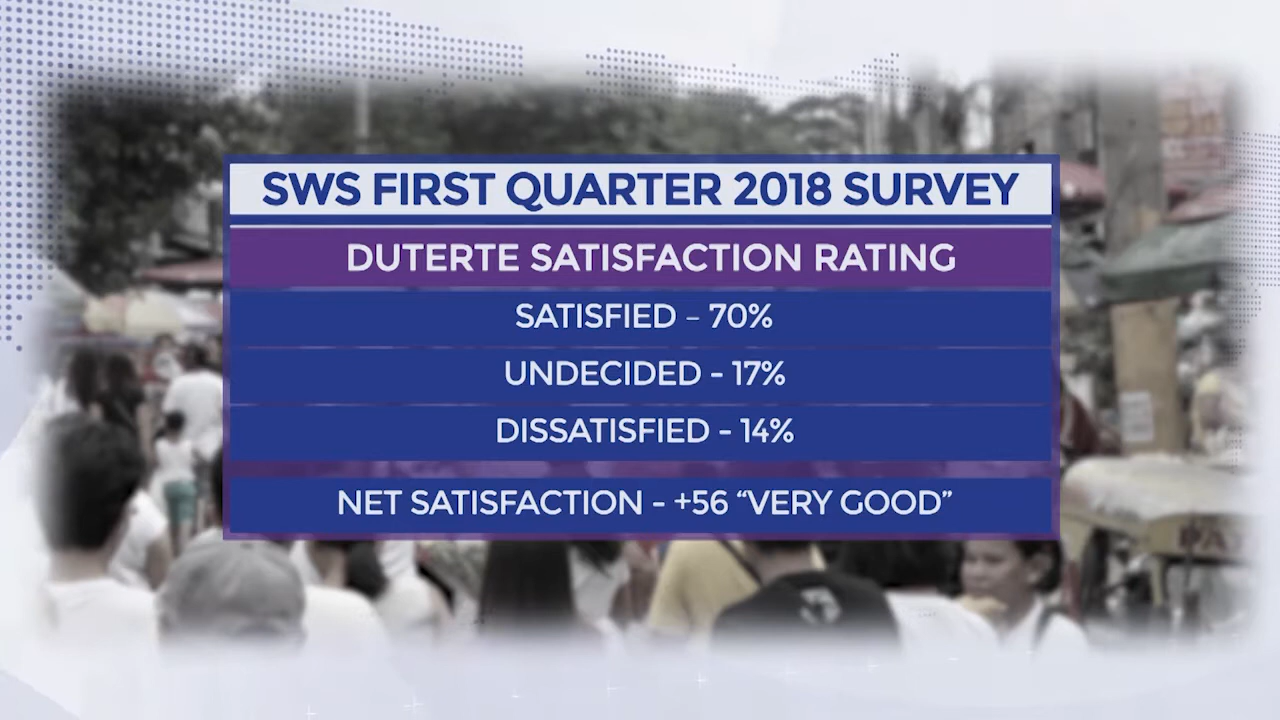 SWS FIRST QUARTER 2018 SURVEY
DUTERTE SATISFACTION RATING
SATISFIED – 70%
UNDECIDED - 17%
DISSATISFIED - 14%
NET SATISFACTION - +56 “VERY GOOD”